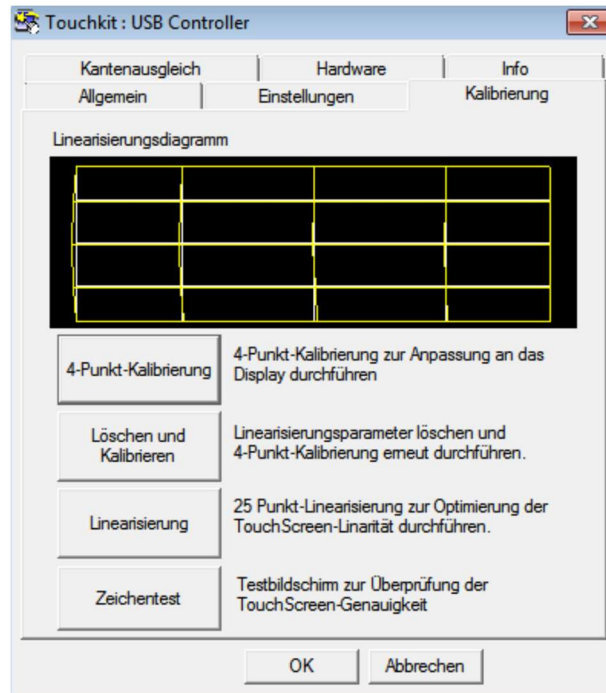 Touchkit : USB Controller
Kantenausgleich Hardware Info
Allgemein Einstellungen Kalibrierung
Linearisierungsdiagramm
4-Punkt-Kalibrierung
4-Punkt-Kalibrierung zur Anpassung an das
Display durchführen
Löschen und
Kalibrieren
Linearisierungsparameter löschen und
4-Punkt-Kalibrierung erneut durchführen.
Linearisierung
25 Punkt-Linearisierung zur Optimierung der
TouchScreen-Linarität durchführen.
Zeichentest
Testbildschirm zur Überprüfung der
TouchScreen-Genauigkeit
OK Abbrechen